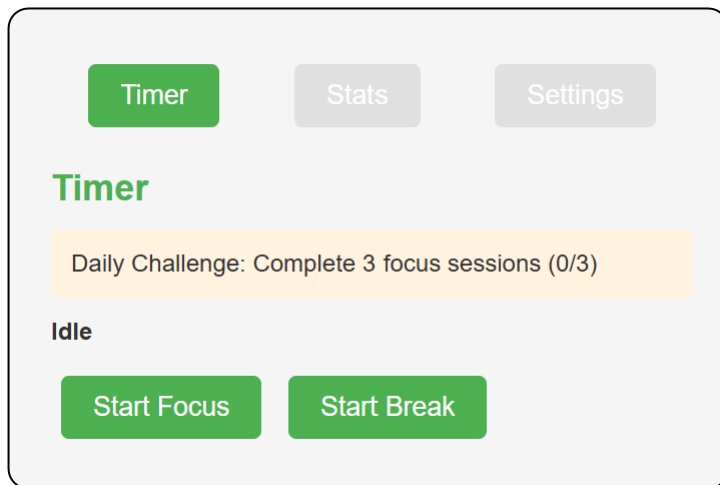 Timer Stats Settings
Timer
Daily Challenge: Complete 3 focus sessions (0/3)
Idle
Start Focus Start Break